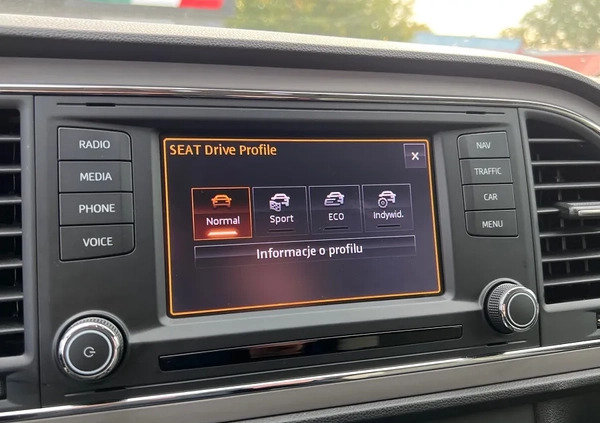 SEAT Drive Profile
×
RADIO
MEDIA
PHONE
VOICE
NAV
TRAFFIC
CAR
MENU
Normal
Sport
ECO
Indywid.
Informacje o profilu